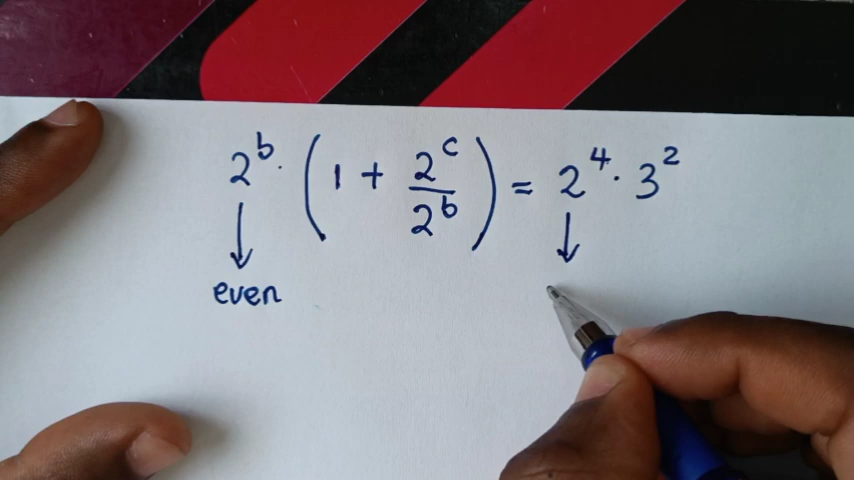 2^b · (1 + 2^c/2^b) = 2^4 · 3^2
↓ ↓
even